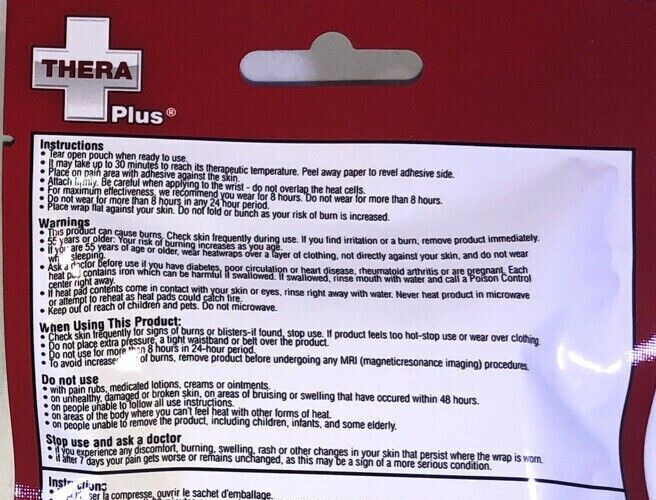 THERA
Plus®
Instructions
• Tear open pouch when ready to use.
• It may take up to 30 minutes to reach its therapeutic temperature. Peel away paper to revel adhesive side.
• Place on pain area with adhesive against the skin.
• Attach firmly. Be careful when applying to the wrist - do not overlap the heat cells.
• For maximum effectiveness, we recommend you wear for 8 hours. Do not wear for more than 8 hours.
• Do not wear for more than 8 hours in any 24 hour period.
• Place wrap flat against your skin. Do not fold or bunch as your risk of burn is increased.
Warnings
• This product can cause burns. Check skin frequently during use. If you find irritation or a burn, remove product immediately.
• 55 years or older: Your risk of burning increases as you age.
• If you are 55 years of age or older, wear heatwraps over a layer of clothing, not directly against your skin, and do not wear
sleeping.
• Ask a doctor before use if you have diabetes, poor circulation or heart disease, rheumatoid arthritis or are pregnant. Each
heat pad contains iron which can be harmful if swallowed. If swallowed, rinse mouth with water and call a Poison Control
center right away.
• If heat pad contents come in contact with your skin or eyes, rinse right away with water. Never heat product in microwave
or attempt to reheat as heat pads could catch fire.
• Keep out of reach of children and pets. Do not microwave.
When Using This Product:
• Check skin frequently for signs of burns or blisters-if found, stop use. If product feels too hot-stop use or wear over clothing.
• Do not place extra pressure, a tight waistband or belt over the product.
• Do not use for more than 8 hours in 24-hour period.
• To avoid increased of burns, remove product before undergoing any MRI (magneticresonance imaging) procedures.
Do not use
• with pain rubs, medicated lotions, creams or ointments.
• on unhealthy, damaged or broken skin, on areas of bruising or swelling that have occured within 48 hours.
• on people unable to follow all use instructions.
• on areas of the body where you can't feel heat with other forms of heat.
• on people unable to remove the product, including children, infants, and some elderly.
Stop use and ask a doctor
• If you experience any discomfort, burning, swelling, rash or other changes in your skin that persist where the wrap is worn.
• If after 7 days your pain gets worse or remains unchanged, as this may be a sign of a more serious condition.
Instructions
la compresse, ouvrir le sachet d'emballage.